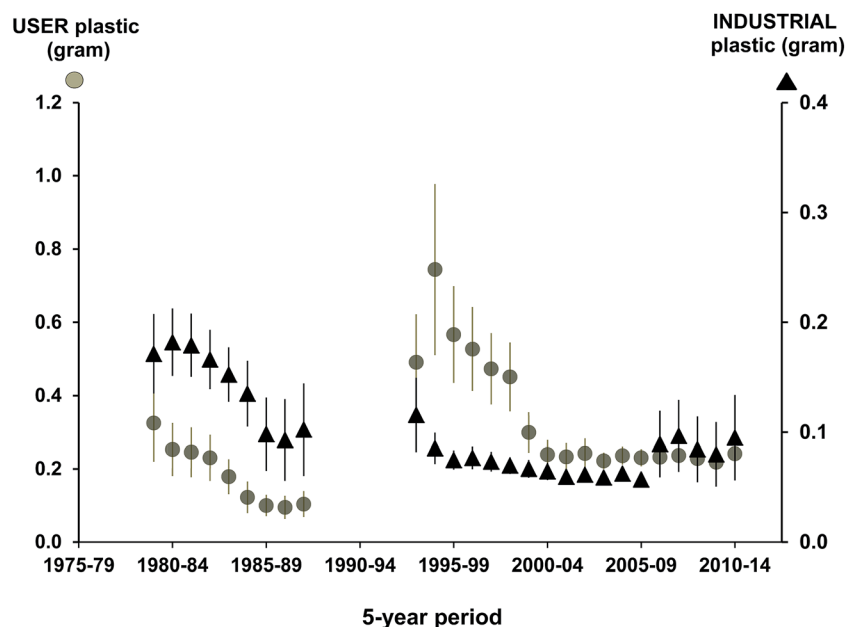 USER plastic
(gram)
INDUSTRIAL
plastic (gram)
1.2
1.0
0.8
0.6
0.4
0.2
0.0
0.4
0.3
0.2
0.1
0.0
1975-79 1980-84 1985-89 1990-94 1995-99 2000-04 2005-09 2010-14
5-year period